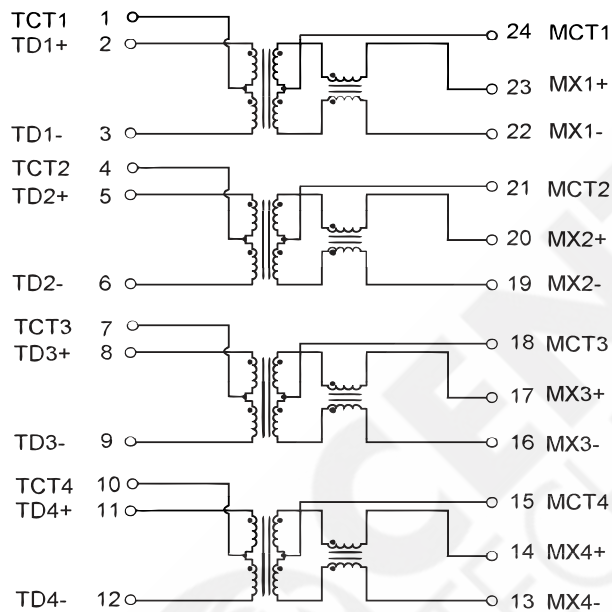 TCT1 1 24 MCT1
TD1+ 2
23 MX1+
TD1- 3 22 MX1-
TCT2 4
21 MCT2
TD2+ 5
20 MX2+
TD2- 6 19 MX2-
TCT3 7
18 MCT3
TD3+ 8
17 MX3+
TD3- 9 16 MX3-
TCT4 10
15 MCT4
TD4+ 11
14 MX4+
TD4- 12 13 MX4-